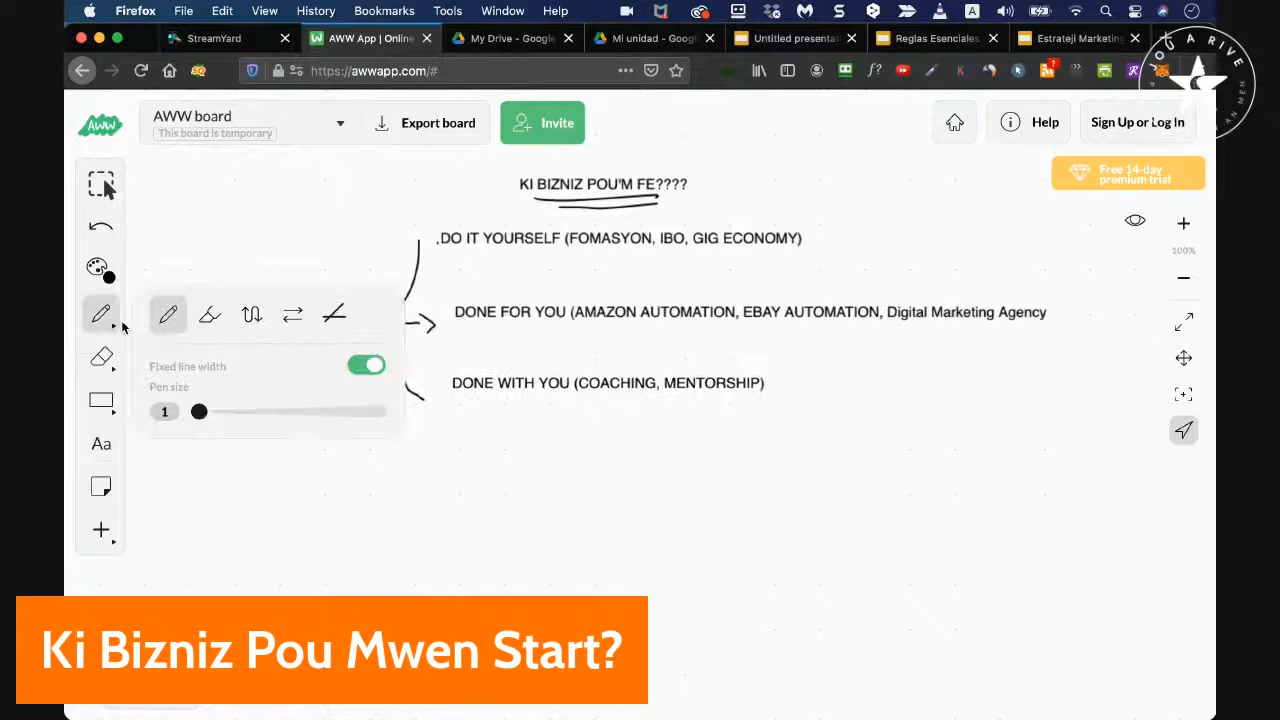 Firefox File Edit View History Bookmarks Tools Window Help
StreamYard
AWW App | Online
My Drive - Google
Mi unidad - Goog
Untitled presentat
Reglas Esenciales
Estrateji Marketing
https://awwapp.com/#
AWW
AWW board
This board is temporary
Export board
Invite
Help
Sign Up or Log In
Free 14-day
premium trial
100%
KI BIZNIZ POU'M FE????
.DO IT YOURSELF (FOMASYON, IBO, GIG ECONOMY)
DONE FOR YOU (AMAZON AUTOMATION, EBAY AUTOMATION, Digital Marketing Agency
DONE WITH YOU (COACHING, MENTORSHIP)
Fixed line width
Pen size
1
Aa
Ki Bizniz Pou Mwen Start?